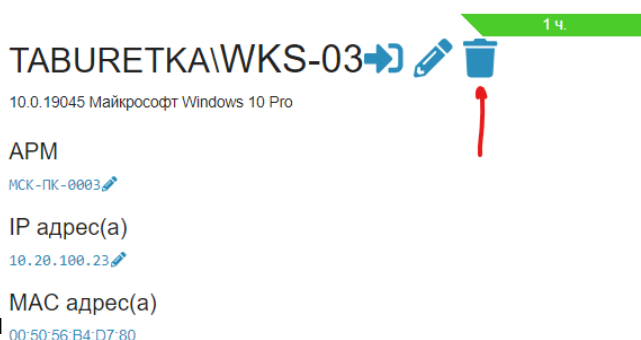 1 ч.
TABURETKA\WKS-03
10.0.19045 Майкрософт Windows 10 Pro
АРМ
МСК-ПК-0003
IP адрес(а)
10.20.100.23
MAC адрес(а)
00:50:56:B4:D7:80